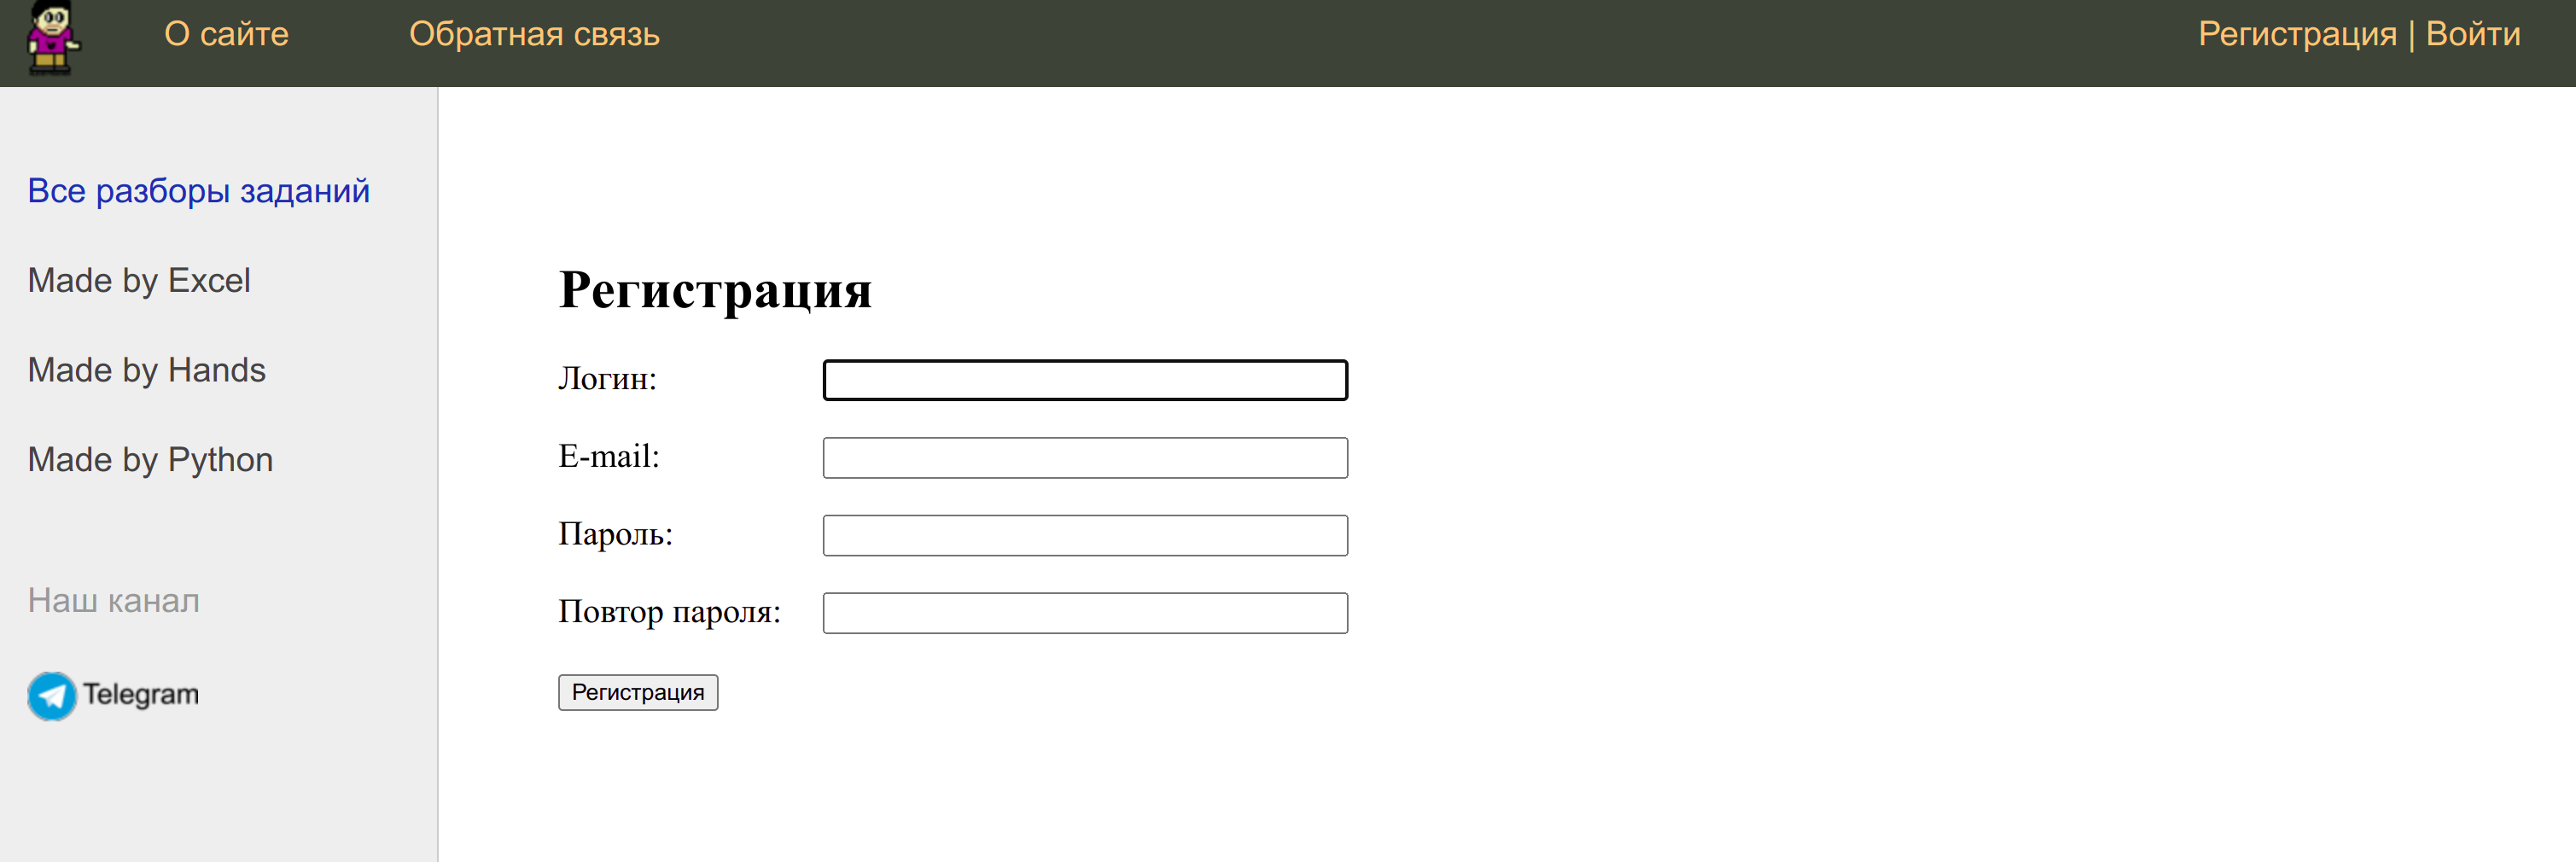 О сайте
Обратная связь
Регистрация | Войти
Все разборы заданий
Made by Excel
Made by Hands
Made by Python
Наш канал
Telegram
Регистрация
Логин:
E-mail:
Пароль:
Повтор пароля:
Регистрация